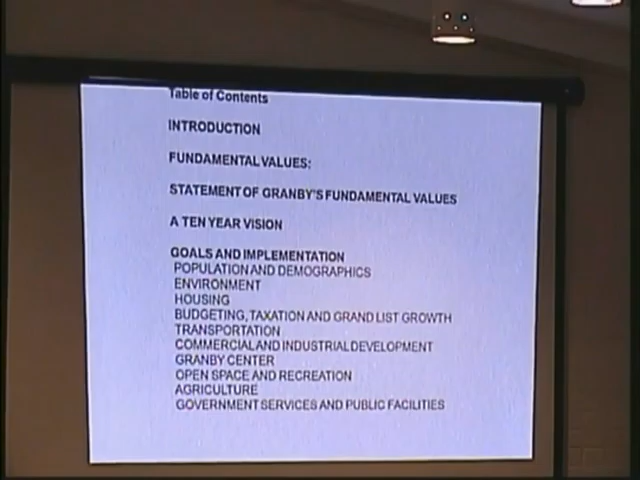 Table of Contents
INTRODUCTION
FUNDAMENTAL VALUES:
STATEMENT OF GRANBY'S FUNDAMENTAL VALUES
A TEN YEAR VISION
GOALS AND IMPLEMENTATION
POPULATION AND DEMOGRAPHICS
ENVIRONMENT
HOUSING
BUDGETING, TAXATION AND GRAND LIST GROWTH
TRANSPORTATION
COMMERCIAL AND INDUSTRIAL DEVELOPMENT
GRANBY CENTER
OPEN SPACE AND RECREATION
AGRICULTURE
GOVERNMENT SERVICES AND PUBLIC FACILITIES